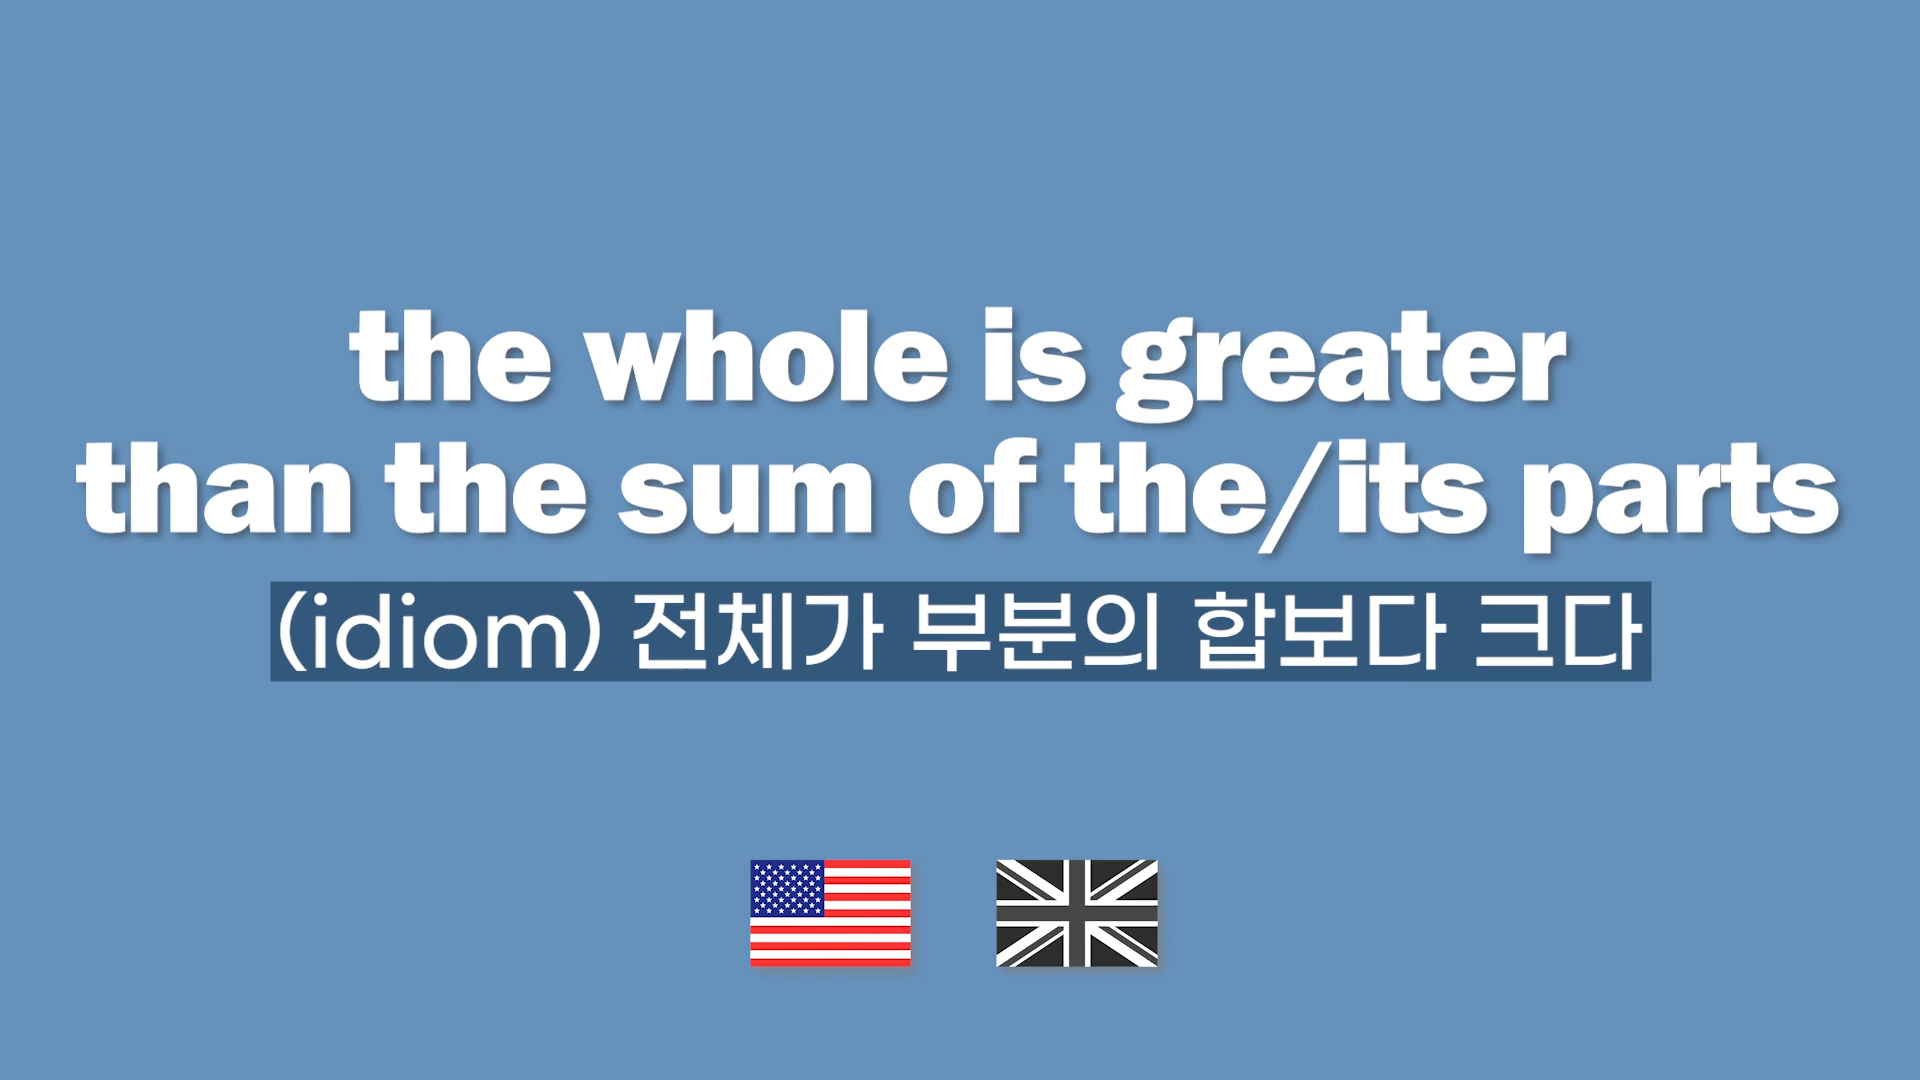 the whole is greater
than the sum of the/its parts
(idiom) 전체가 부분의 합보다 크다